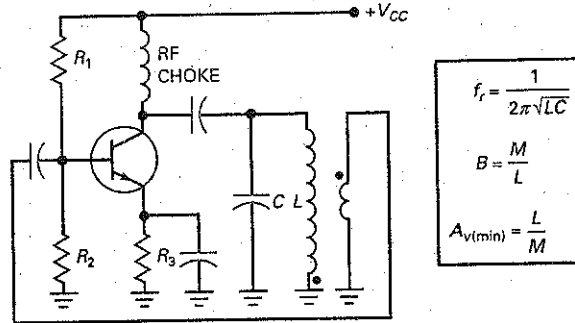 +V_CC
R_1
RF
CHOKE
C L
R_2
R_3
f_r = 1 / 2π√LC
B = M / L
A_v(min) = L / M